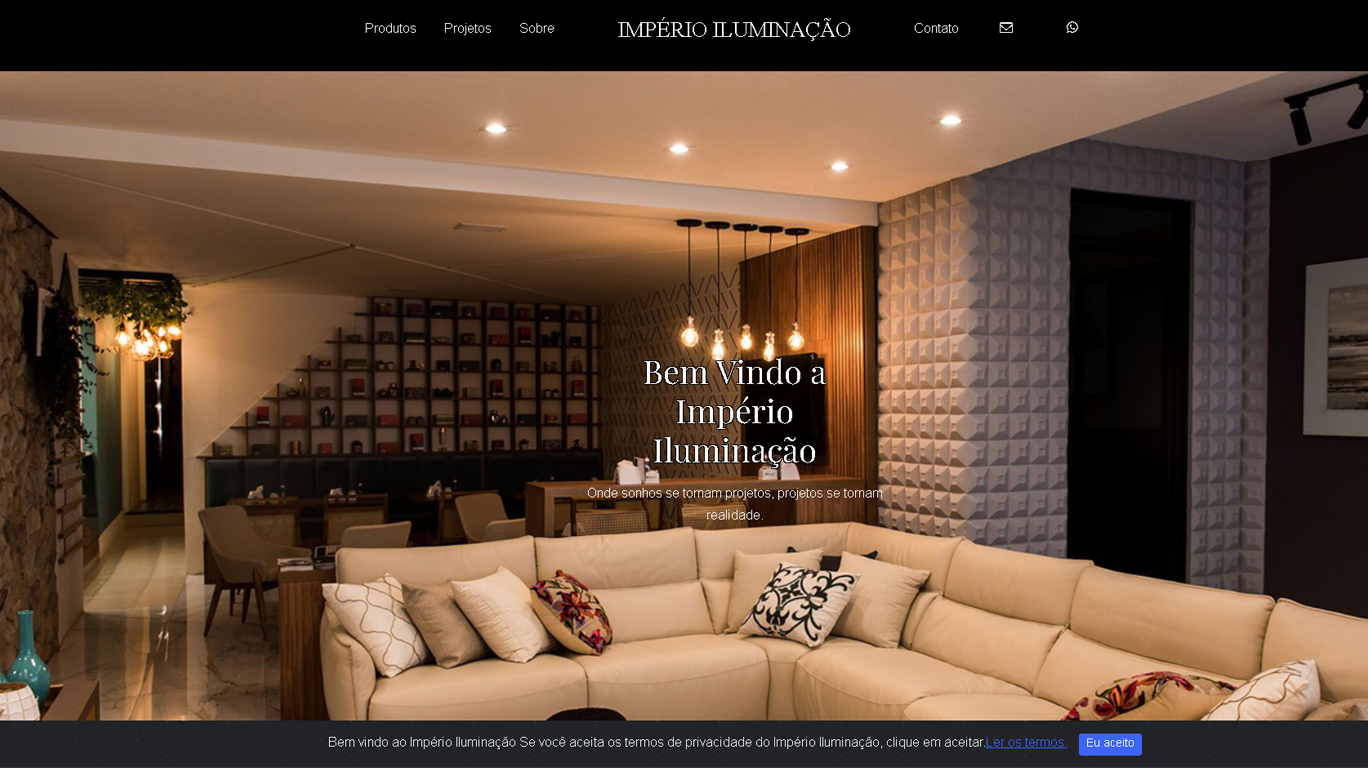 Produtos Projetos Sobre IMPÉRIO ILUMINAÇÃO Contato
Bem Vindo a
Império
Iluminação
Onde sonhos se tornam projetos, projetos se tornam
realidade.
Bem vindo ao Império Iluminação Se você aceita os termos de privacidade do Império Iluminação, clique em aceitar.Ler os termos. Eu aceito